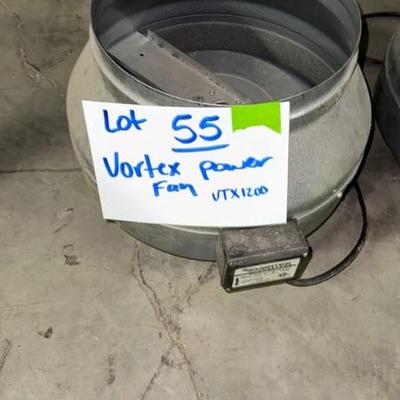 Lot 55
Vortex power
Fan VTX1200